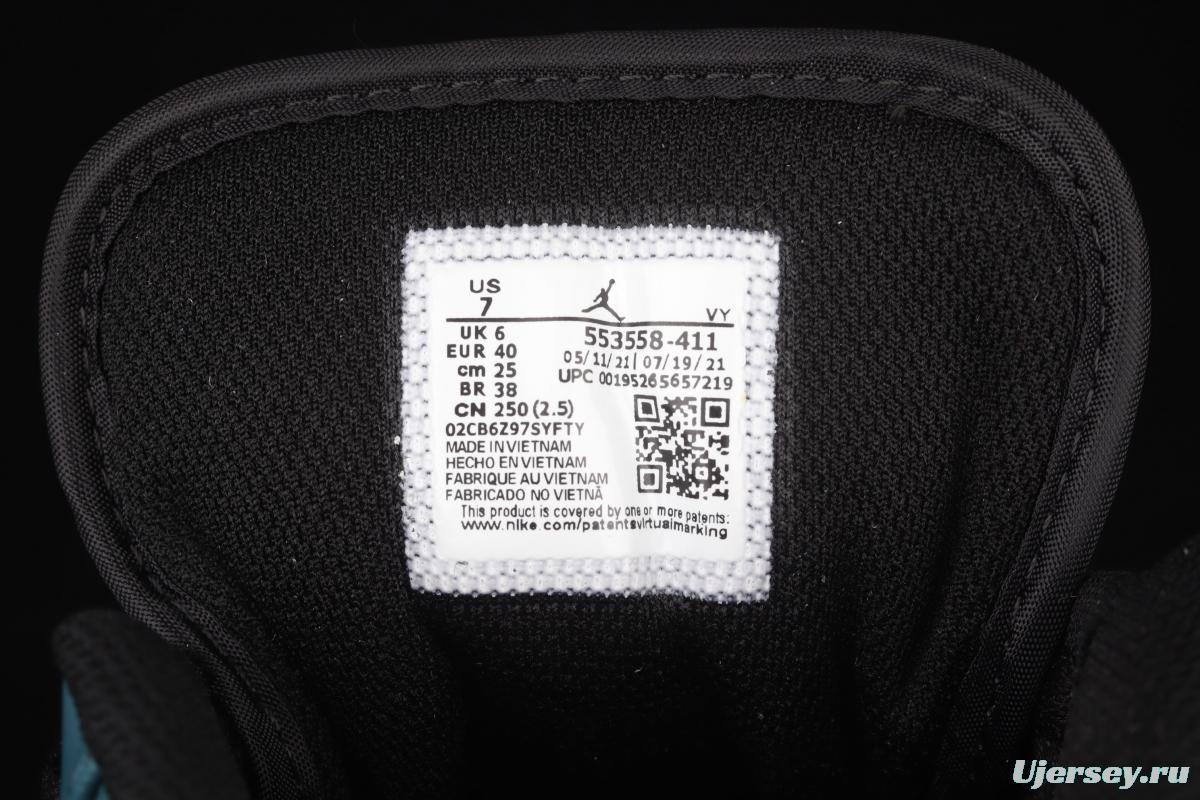 US
7
VY
UK 6
EUR 40
cm 25
BR 38
CN 250 (2.5)
553558-411
05/11/21| 07/19/21
UPC 00195265657219
02CB6Z97SYFTY
MADE IN VIETNAM
HECHO EN VIETNAM
FABRIQUE AU VIETNAM
FABRICADO NO VIETNÃ
This product is covered by one or more patents:
www.nike.com/patentsvirtualmarking
Ujersey.ru